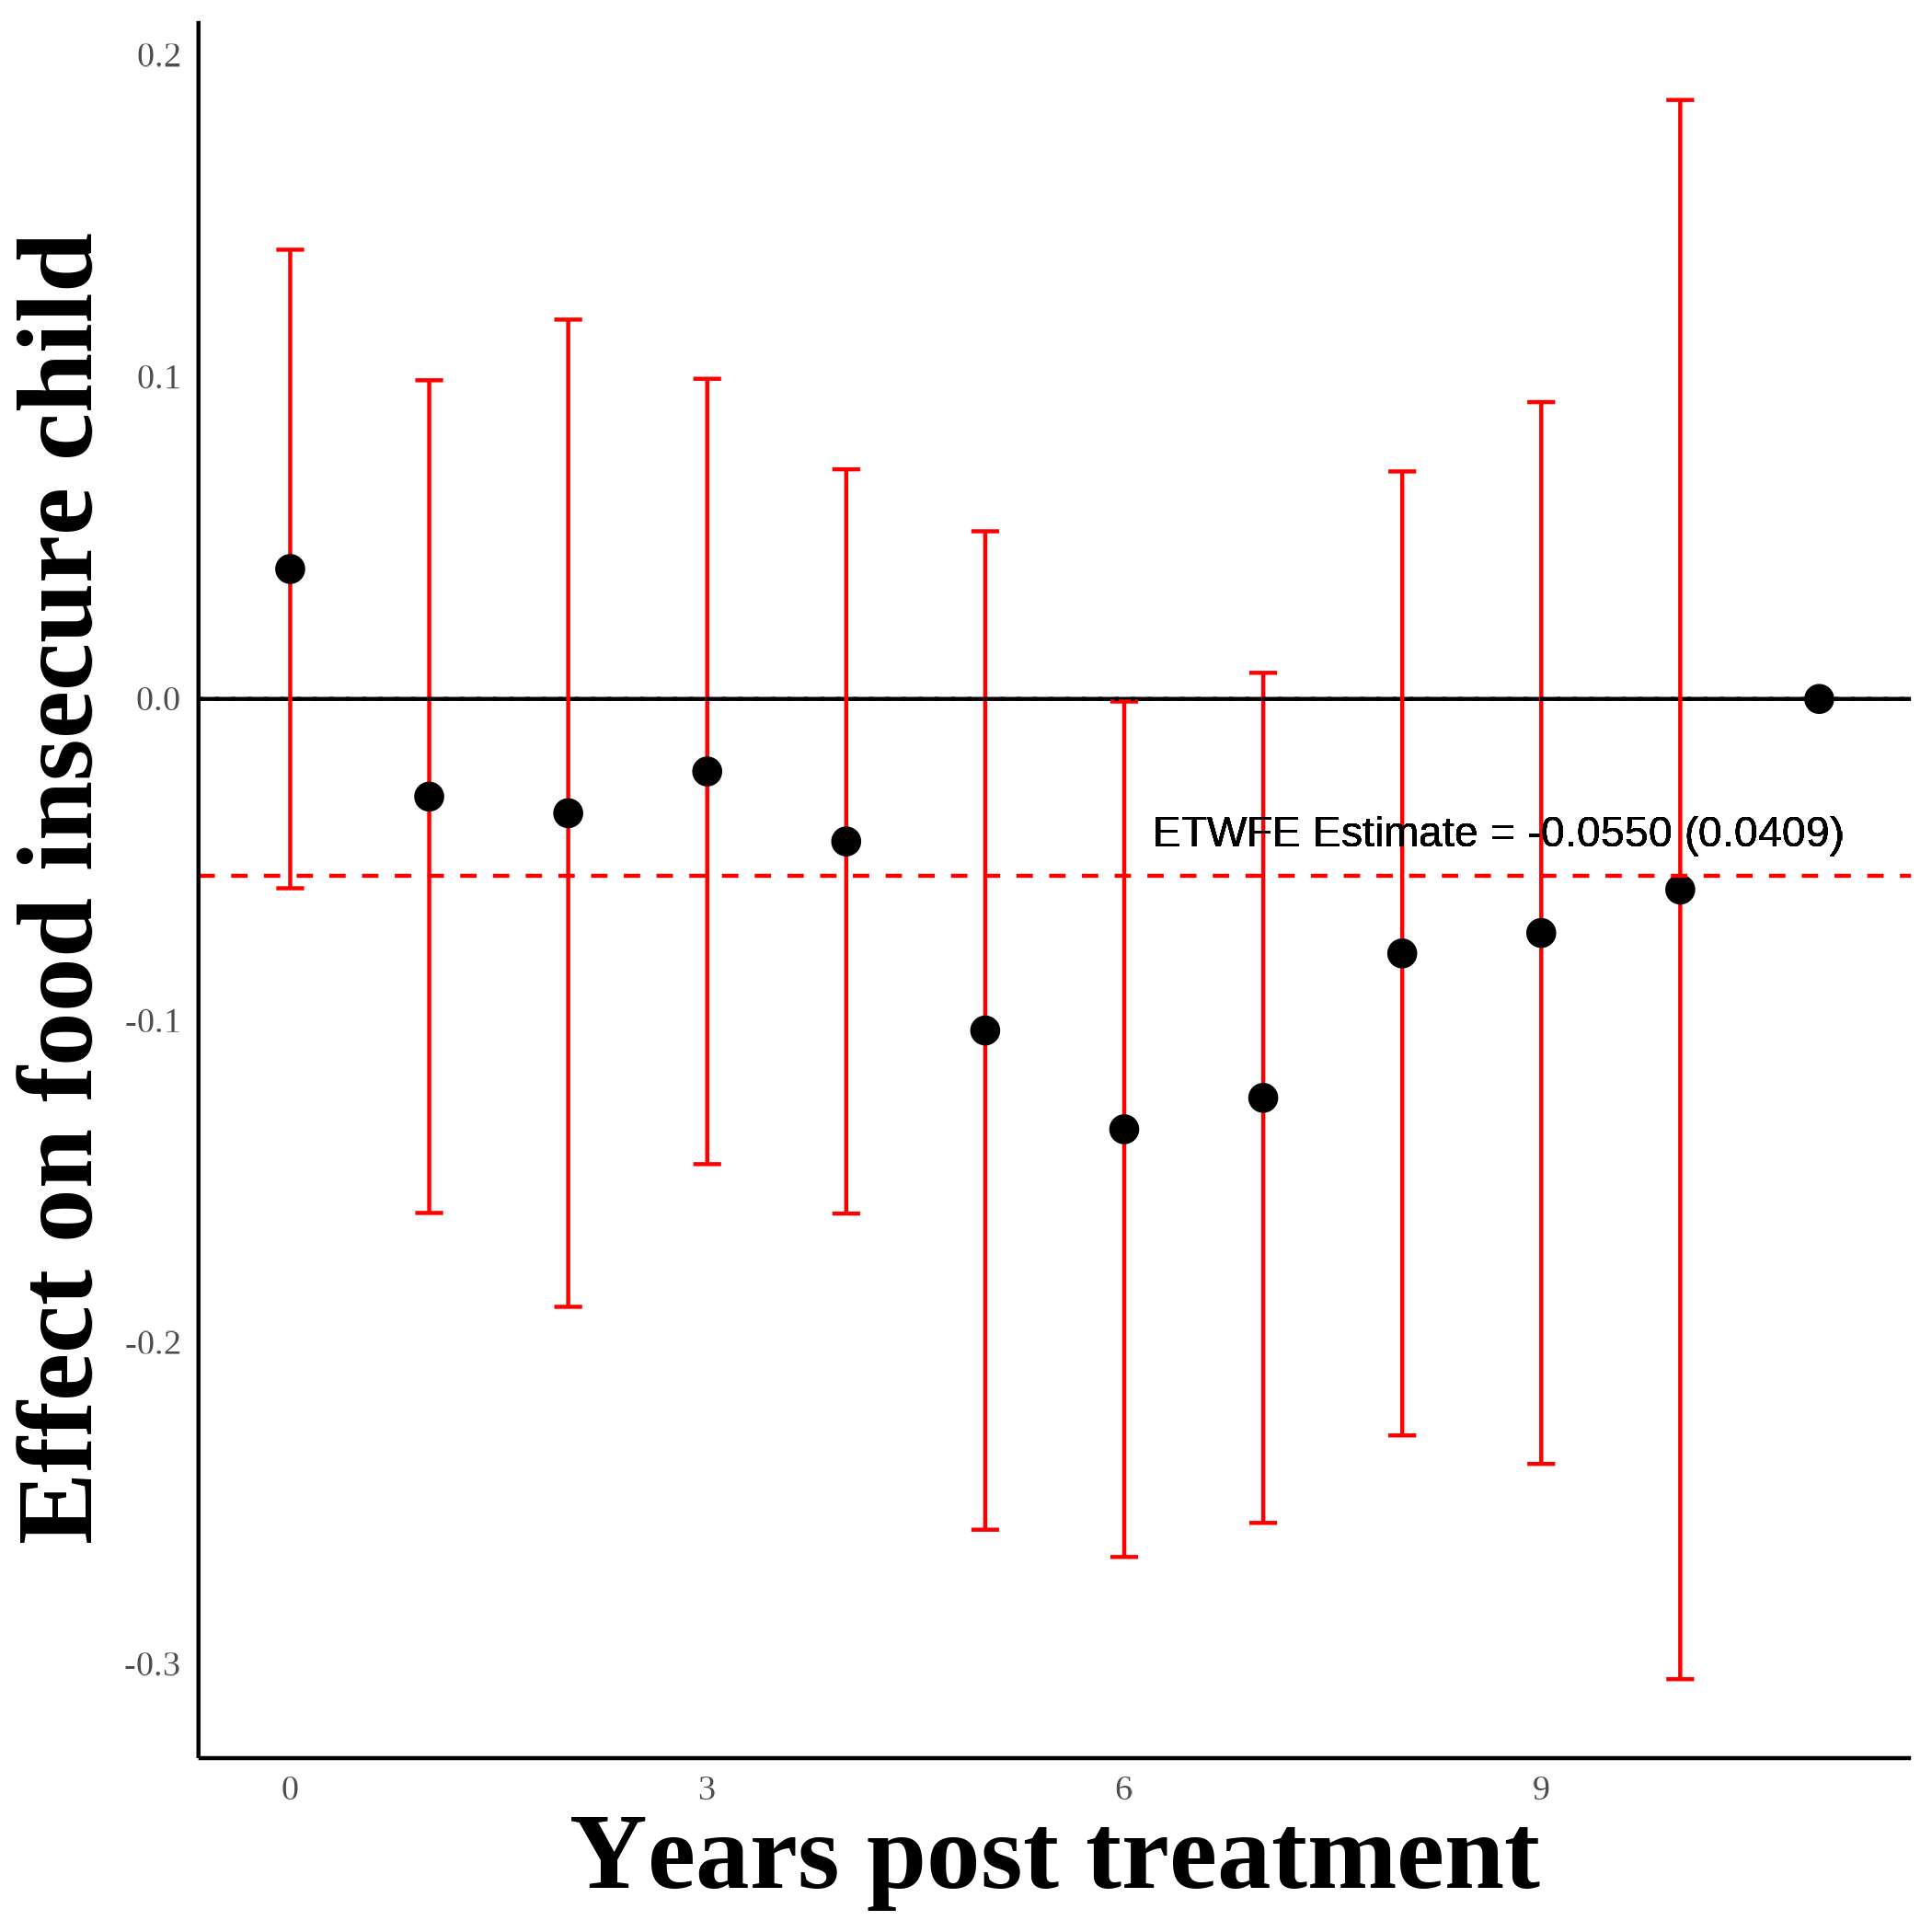 Effect on food insecure child
0.2
0.1
0.0
-0.1
-0.2
-0.3
ETWFE Estimate = -0.0550 (0.0409)
0 3 6 9
Years post treatment